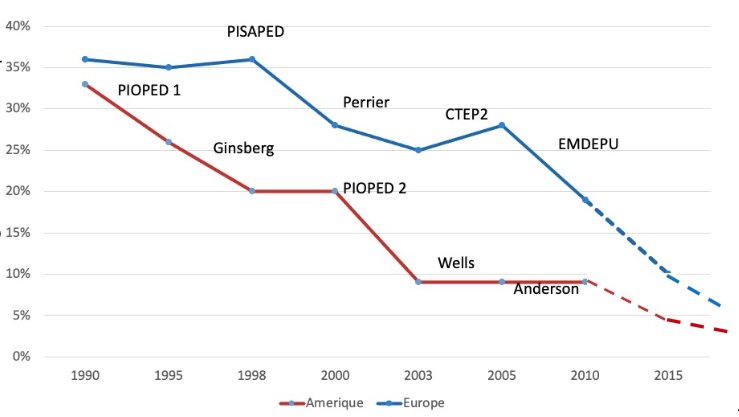 40%
PISAPED
35%
PIOPED 1
30%
Perrier
CTEP2
25%
Ginsberg
EMDEPU
20%
PIOPED 2
15%
10%
Wells
Anderson
5%
0%
1990 1995 1998 2000 2003 2005 2010 2015
Amerique Europe